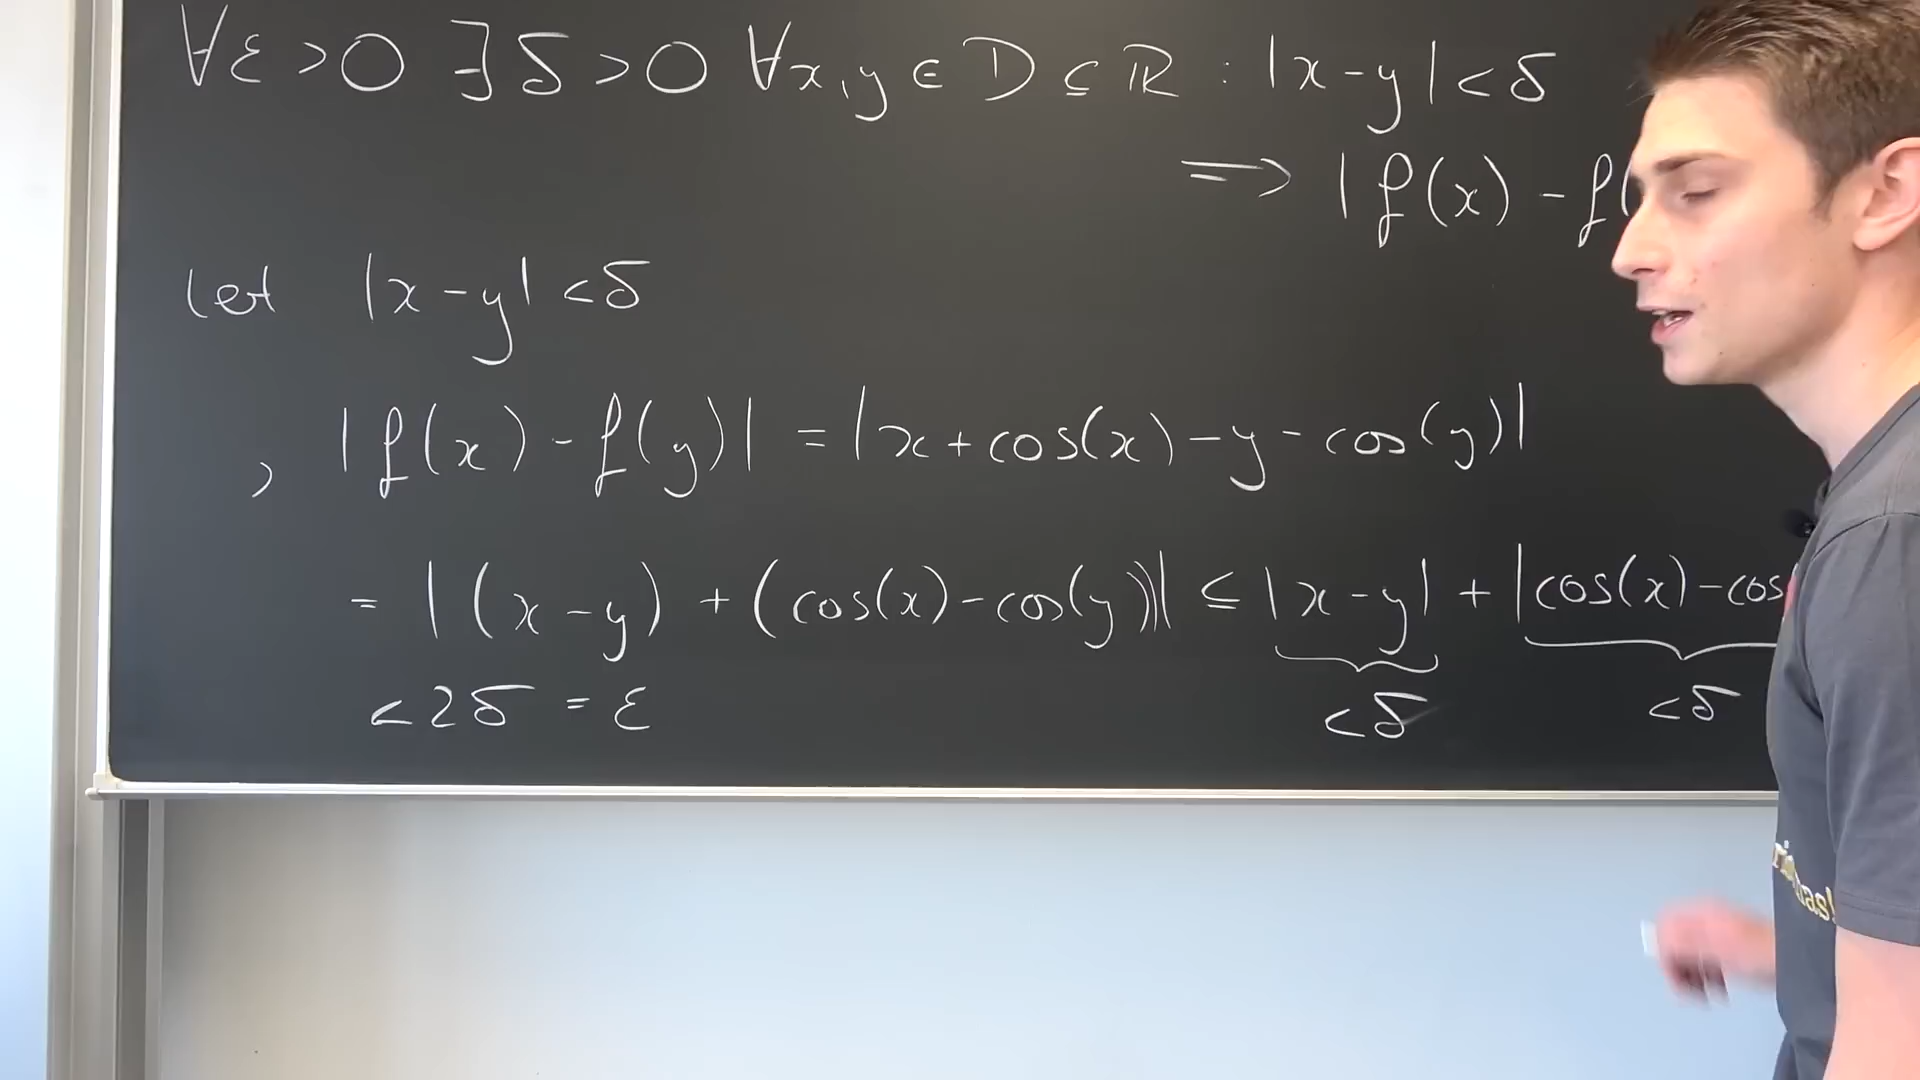 ∀ε>0 ∃δ>0 ∀x,y∈D⊆ℝ : |x-y|<δ
⟹ |f(x) - f(
Let |x-y|<δ
, |f(x) - f(y)| = |x+cos(x)-y-cos(y)|
= |(x-y) + (cos(x)-cos(y))| ≤ |x-y| + |cos(x)-cos
<2δ = ε <δ <δ